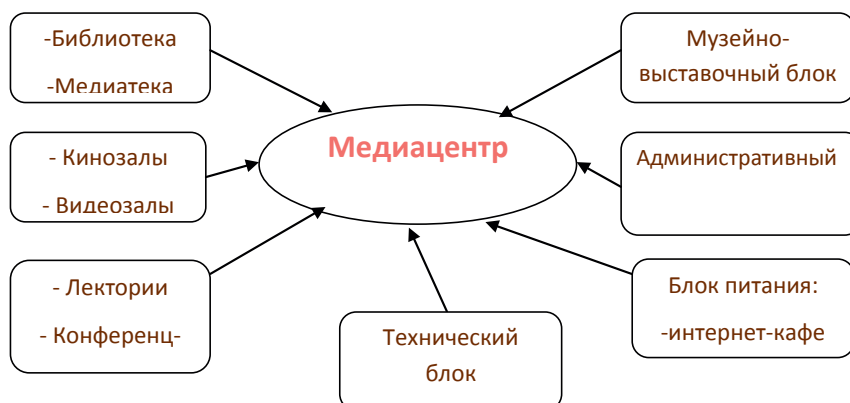 -Библиотека
-Медиатека
- Кинозалы
- Видеозалы
- Лектории
- Конференц-
Медиацентр
Технический
блок
Музейно-
выставочный блок
Административный
Блок питания:
-интернет-кафе